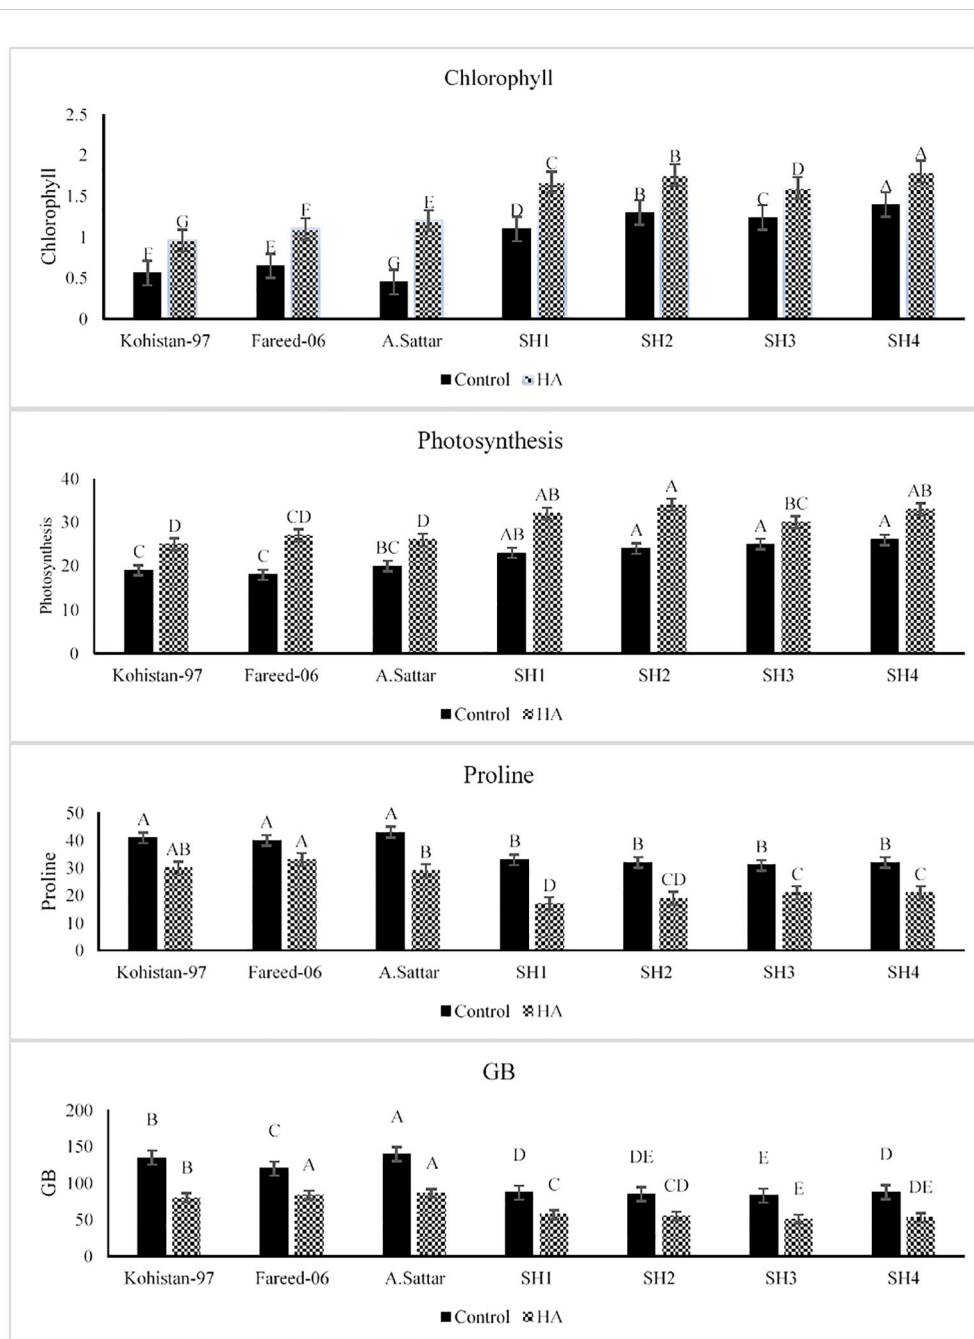 Chlorophyll
2.5
2
1.5
1
0.5
0
Chlorophyll
F G E F G E D C B B C D A A
Kohistan-97 Fareed-06 A.Sattar SH1 SH2 SH3 SH4
Control HA
Photosynthesis
40
30
20
10
0
Photosynthesis
C D C CD BC D AB AB A A A BC A AB
Kohistan-97 Fareed-06 A.Sattar SH1 SH2 SH3 SH4
Control HA
Proline
50
40
30
20
10
0
Proline
A AB A A A B B D B CD B C B C
Kohistan-97 Fareed-06 A.Sattar SH1 SH2 SH3 SH4
Control HA
GB
200
150
100
50
0
GB
B B C A A A D C DE CD E E D DE
Kohistan-97 Fareed-06 A.Sattar SH1 SH2 SH3 SH4
Control HA